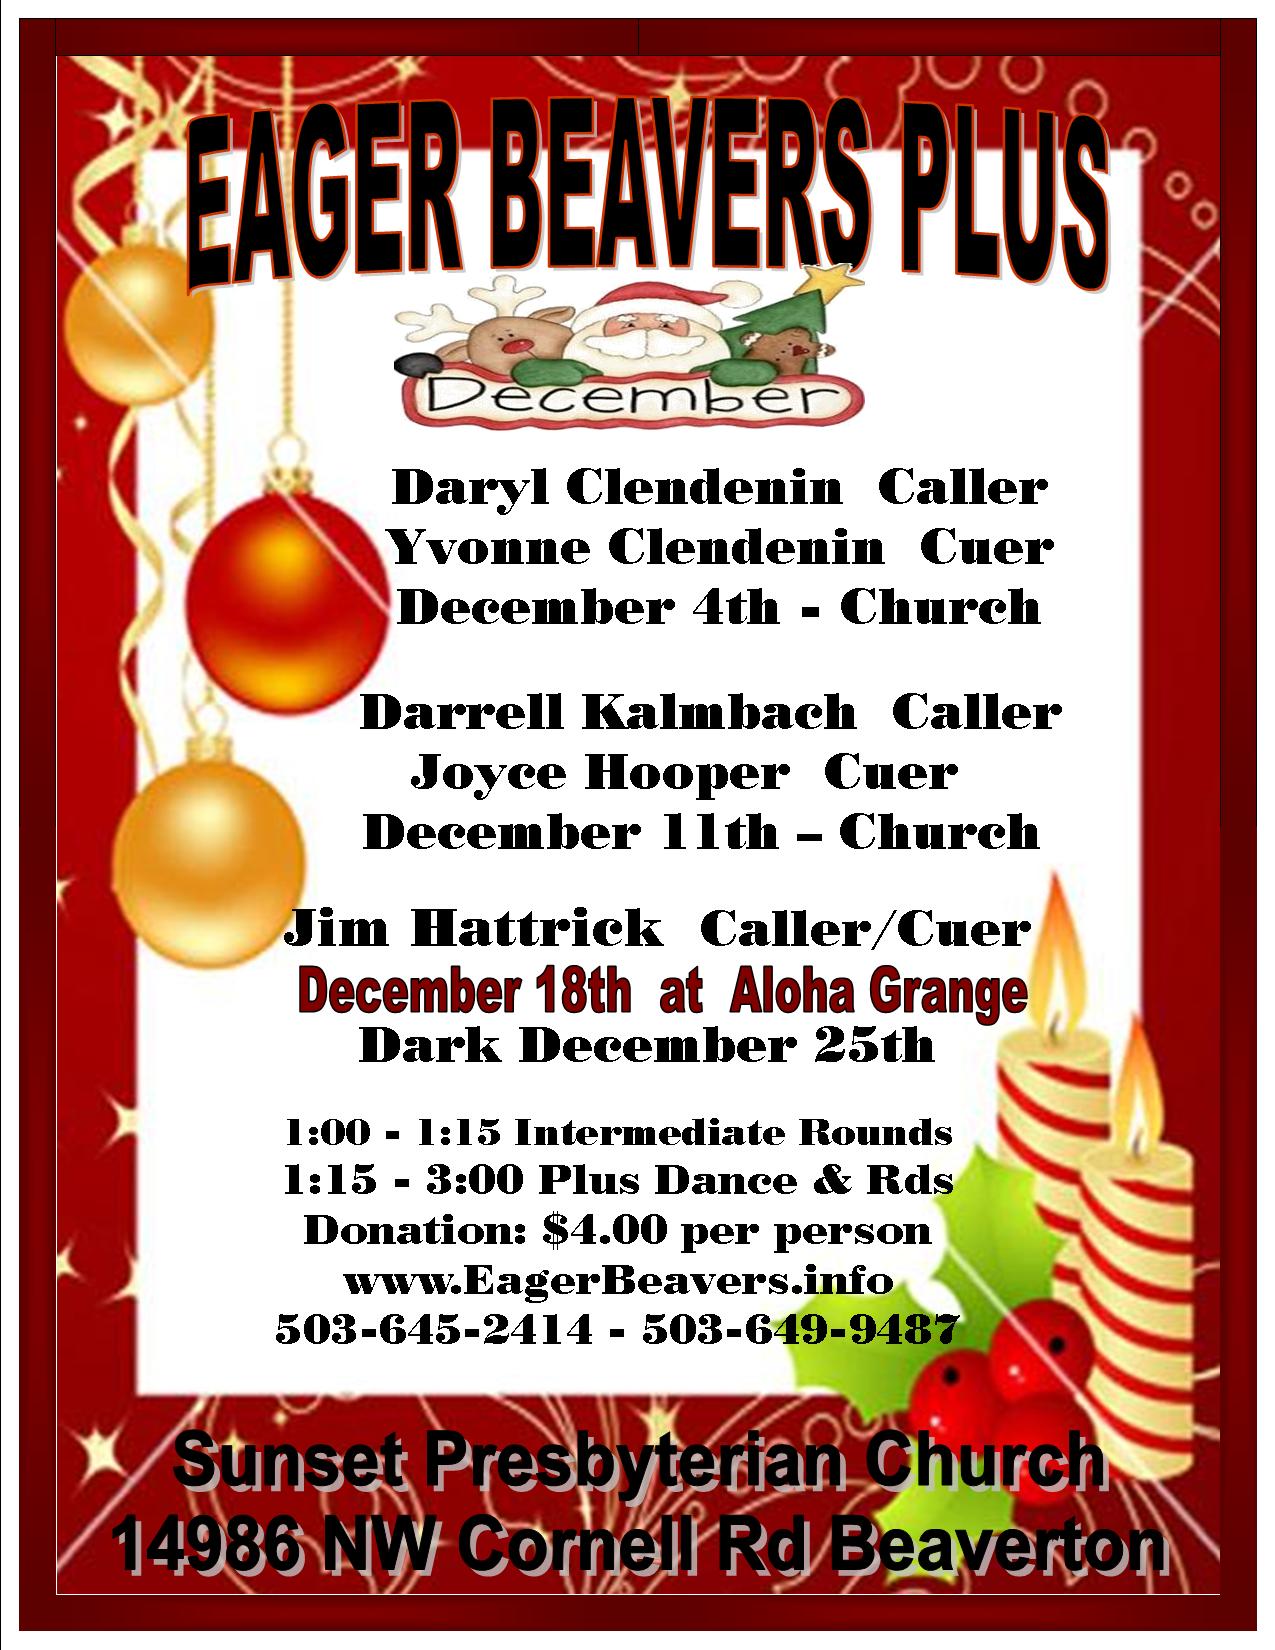 EAGER BEAVERS PLUS
December
Daryl Clendenin  Caller
Yvonne Clendenin  Cuer
December 4th - Church
Darrell Kalmbach  Caller
Joyce Hooper  Cuer
December 11th – Church
Jim Hattrick  Caller/Cuer
December 18th  at  Aloha Grange
Dark December 25th
1:00 - 1:15 Intermediate Rounds
1:15 - 3:00 Plus Dance & Rds
Donation: $4.00 per person
www.EagerBeavers.info
503-645-2414 - 503-649-9487
Sunset Presbyterian Church
14986 NW Cornell Rd Beaverton